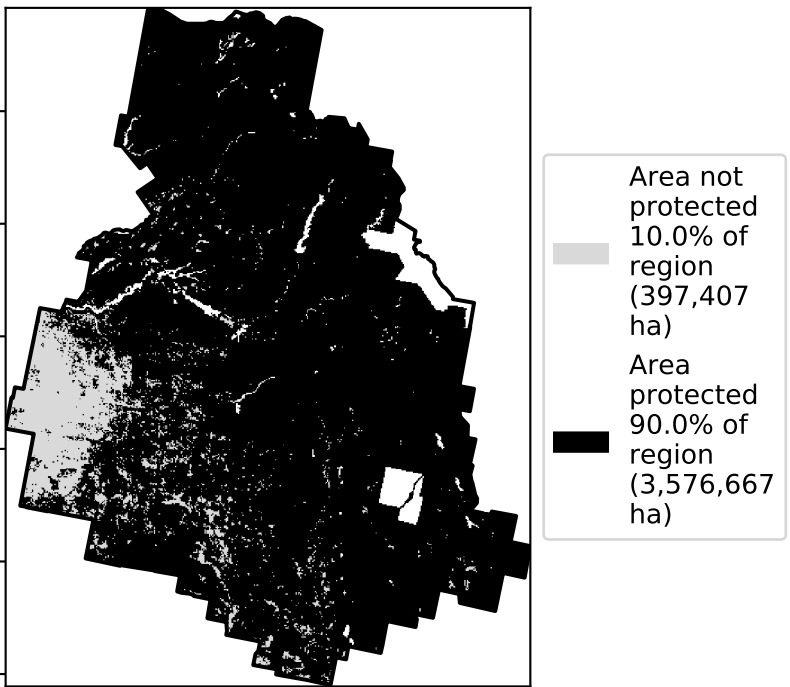 Area not
protected
10.0% of
region
(397,407
ha)
Area
protected
90.0% of
region
(3,576,667
ha)